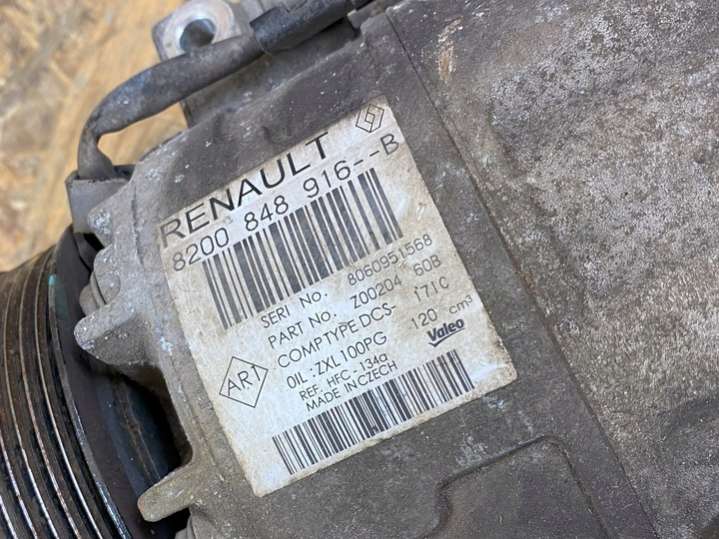 RENAULT
8200 848 916--B
SERI No. 8060951568
PART No. Z00204 60B
COMPTYPE DCS- 171C
OIL :ZXL100PG 120 cm³
REF. HFC -134a
MADE IN CZECH
Valeo
A.R.T